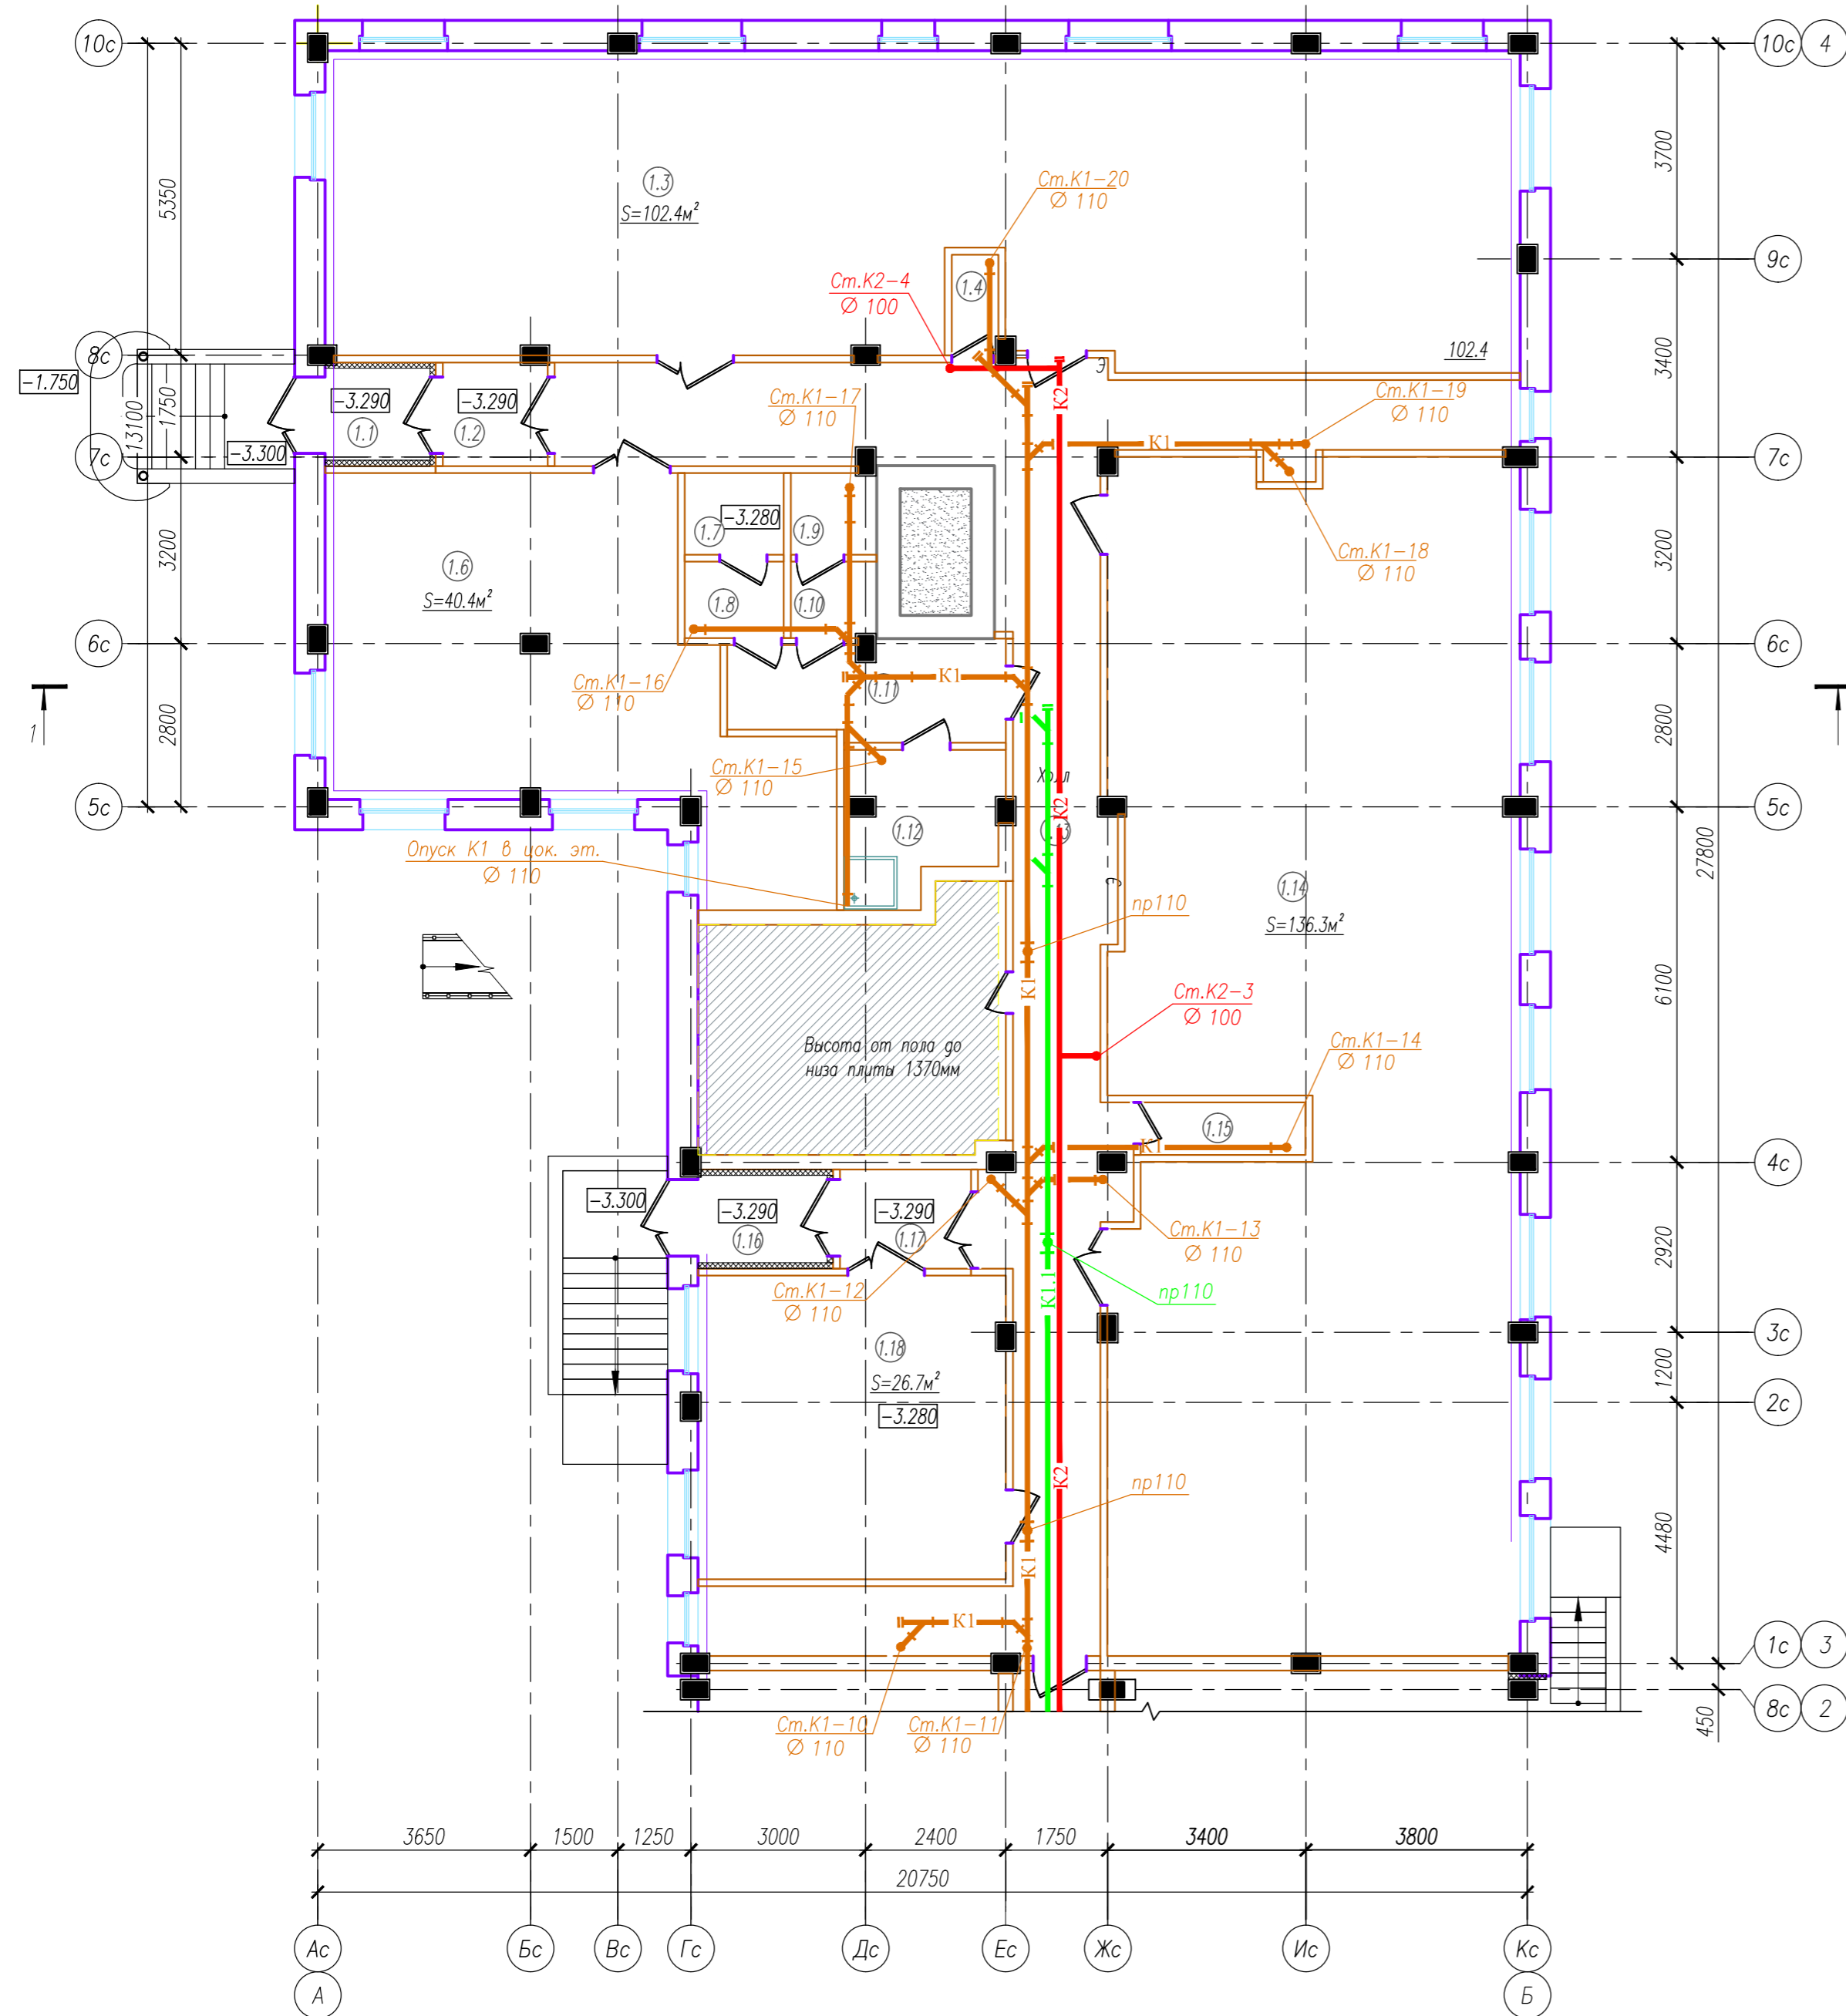 10с
10с
4
5350
3700
1.3
S=102.4м²
Ст.К1-20
Ø 110
9с
Ст.К2-4
Ø 100
1.4
8с
-1.750
102.4
Э
3400
К2
13100
1750
-3.290
1.1
-3.290
1.2
-3.300
Ст.К1-17
Ø 110
Ст.К1-19
Ø 110
К1
7с
7с
1.7
-3.280
1.9
3200
3200
Ст.К1-18
Ø 110
1.6
S=40.4м²
1.8
1.10
6с
6с
Ст.К1-16
Ø 110
К1
1.11
1
2800
2800
Ст.К1-15
Ø 110
Холл
5с
К2
5с
1.12
1.13
Опуск К1 в цок. эт.
Ø 110
27800
Э
1.14
S=136.3м²
пр110
К1
6100
Ст.К2-3
Ø 100
Высота от пола до
низа плиты 1370мм
Ст.К1-14
Ø 110
1.15
К1
4с
-3.300
-3.290
1.16
-3.290
1.17
Ст.К1-13
Ø 110
2920
Ст.К1-12
Ø 110
К1.1
пр110
3с
1.18
S=26.7м²
-3.280
1200
2с
К2
пр110
К1
4480
К1
1с
3
Ст.К1-10
Ø 110
Ст.К1-11
Ø 110
450
8с
2
3650
1500
1250
3000
2400
1750
3400
3800
20750
Ас
Бс
Вс
Гс
Дс
Ес
Жс
Ис
Кс
А
Б